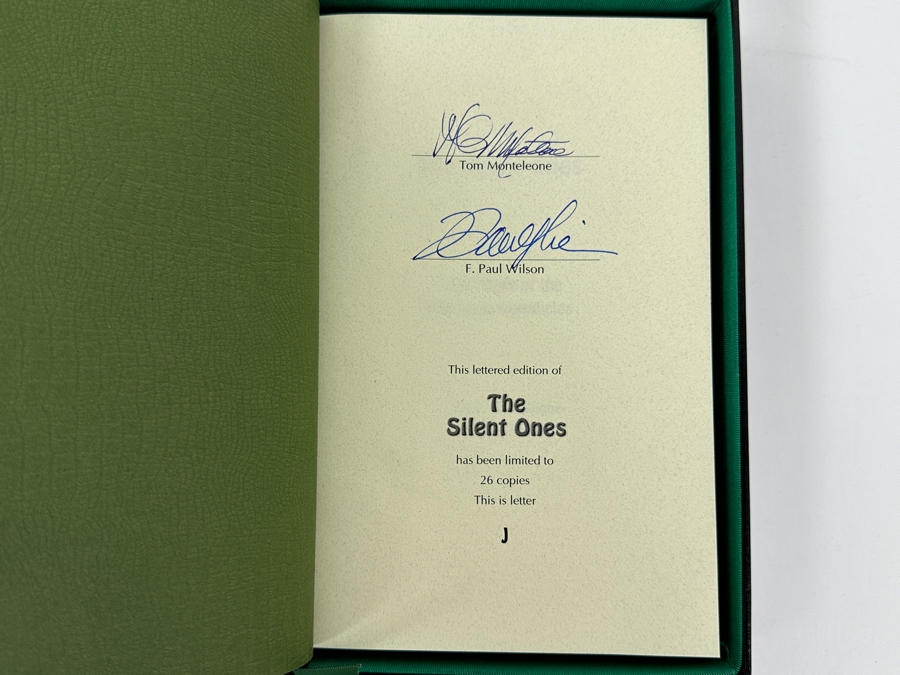 Tom Monteleone
F. Paul Wilson
This lettered edition of
The
Silent Ones
has been limited to
26 copies
This is letter
J